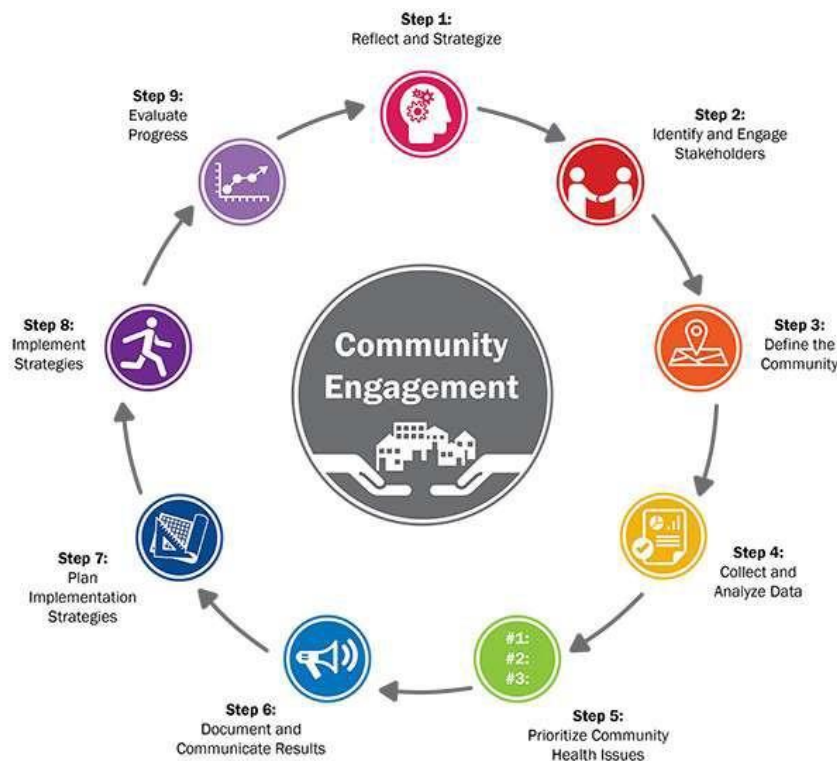 Step 1:
Reflect and Strategize
Step 2:
Identify and Engage
Stakeholders
Step 3:
Define the
Community
Step 4:
Collect and
Analyze Data
#1:
#2:
#3:
Step 5:
Prioritize Community
Health Issues
Step 6:
Document and
Communicate Results
Step 7:
Plan
Implementation
Strategies
Step 8:
Implement
Strategies
Step 9:
Evaluate
Progress
Community
Engagement